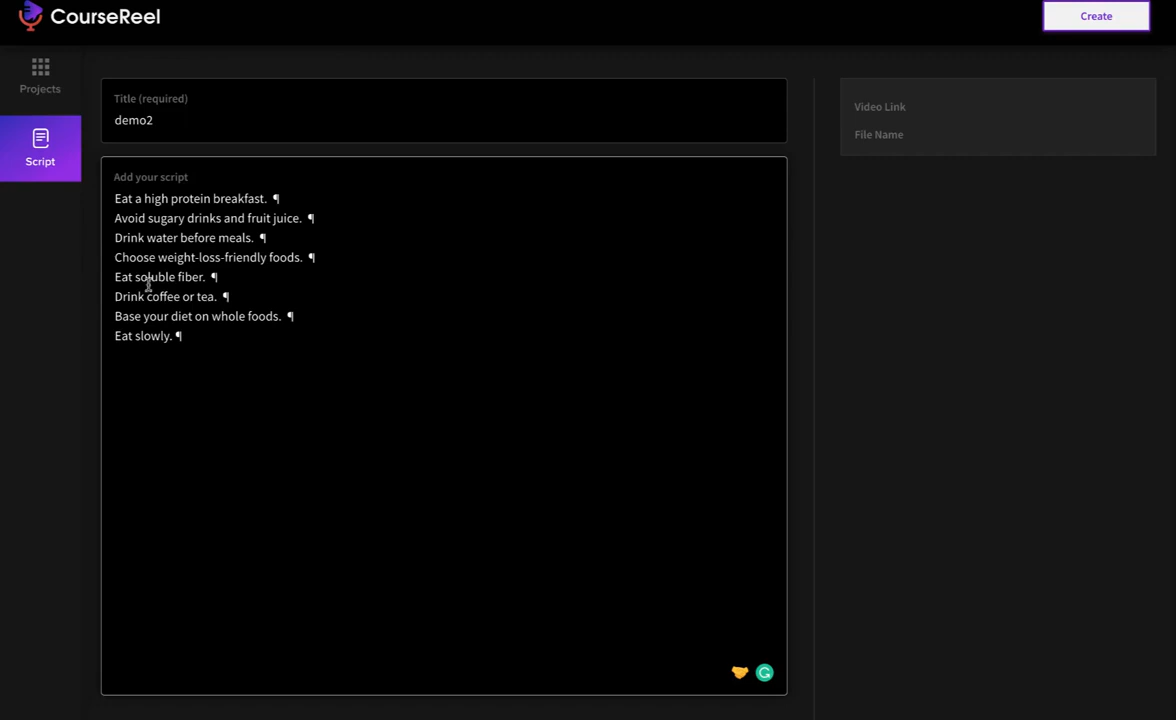 CourseReel
Create
Projects
Script
Title (required)
demo2
Add your script
Eat a high protein breakfast. ¶
Avoid sugary drinks and fruit juice. ¶
Drink water before meals. ¶
Choose weight-loss-friendly foods. ¶
Eat soluble fiber. ¶
Drink coffee or tea. ¶
Base your diet on whole foods. ¶
Eat slowly. ¶
Video Link
File Name